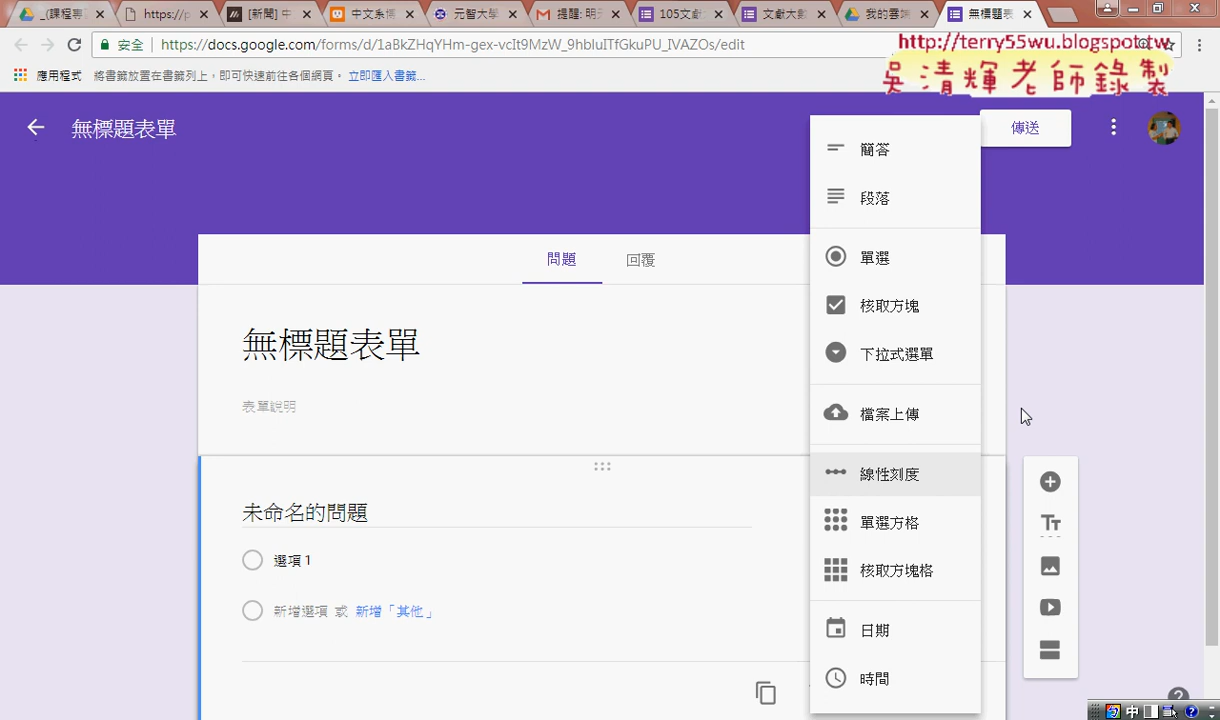 _(課程專
https://p
[新聞] 中
中文系係
元智大學
提醒: 明元
105文獻
文獻大數
我的雲端
無標題表
安全 https://docs.google.com/forms/d/1aBkZHqYHm-gex-vcIt9MzW_9hbluITfGkuPU_IVAZOs/edit
http://terry55wu.blogspot.tw
吳清輝老師錄製
應用程式 將書籤放置在書籤列上，即可快速前往各個網頁。 立即匯入書籤...
無標題表單
傳送
問題 回覆
無標題表單
表單說明
未命名的問題
選項 1
新增選項 或 新增「其他」
簡答
段落
單選
核取方塊
下拉式選單
檔案上傳
線性刻度
單選方格
核取方塊格
日期
時間
Tт
中